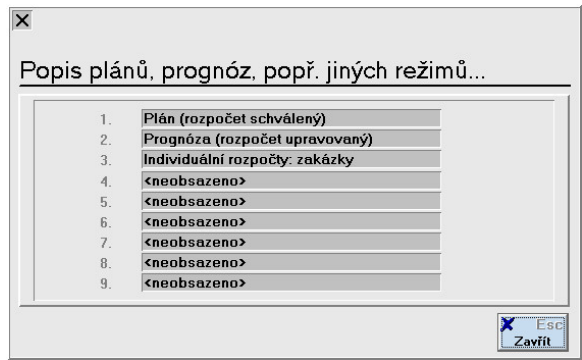 Popis plánů, prognóz, popř. jiných režimů...
1. Plán (rozpočet schválený)
2. Prognóza (rozpočet upravovaný)
3. Individuální rozpočty: zakázky
4. <neobsazeno>
5. <neobsazeno>
6. <neobsazeno>
7. <neobsazeno>
8. <neobsazeno>
9. <neobsazeno>
Esc
Zavřít